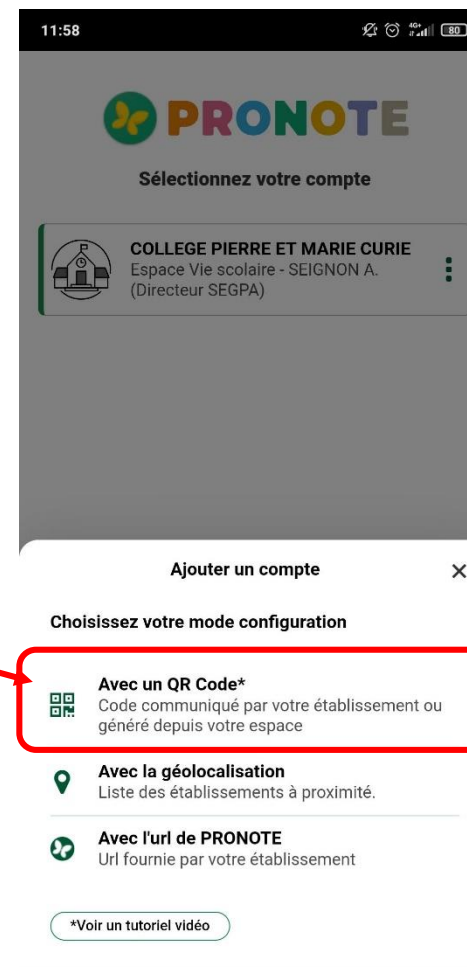 11:58
4G+
80
PRONOTE
Sélectionnez votre compte
COLLEGE PIERRE ET MARIE CURIE
Espace Vie scolaire - SEIGNON A.
(Directeur SEGPA)
Ajouter un compte
Choisissez votre mode configuration
Avec un QR Code*
Code communiqué par votre établissement ou
généré depuis votre espace
Avec la géolocalisation
Liste des établissements à proximité.
Avec l'url de PRONOTE
Url fournie par votre établissement
*Voir un tutoriel vidéo